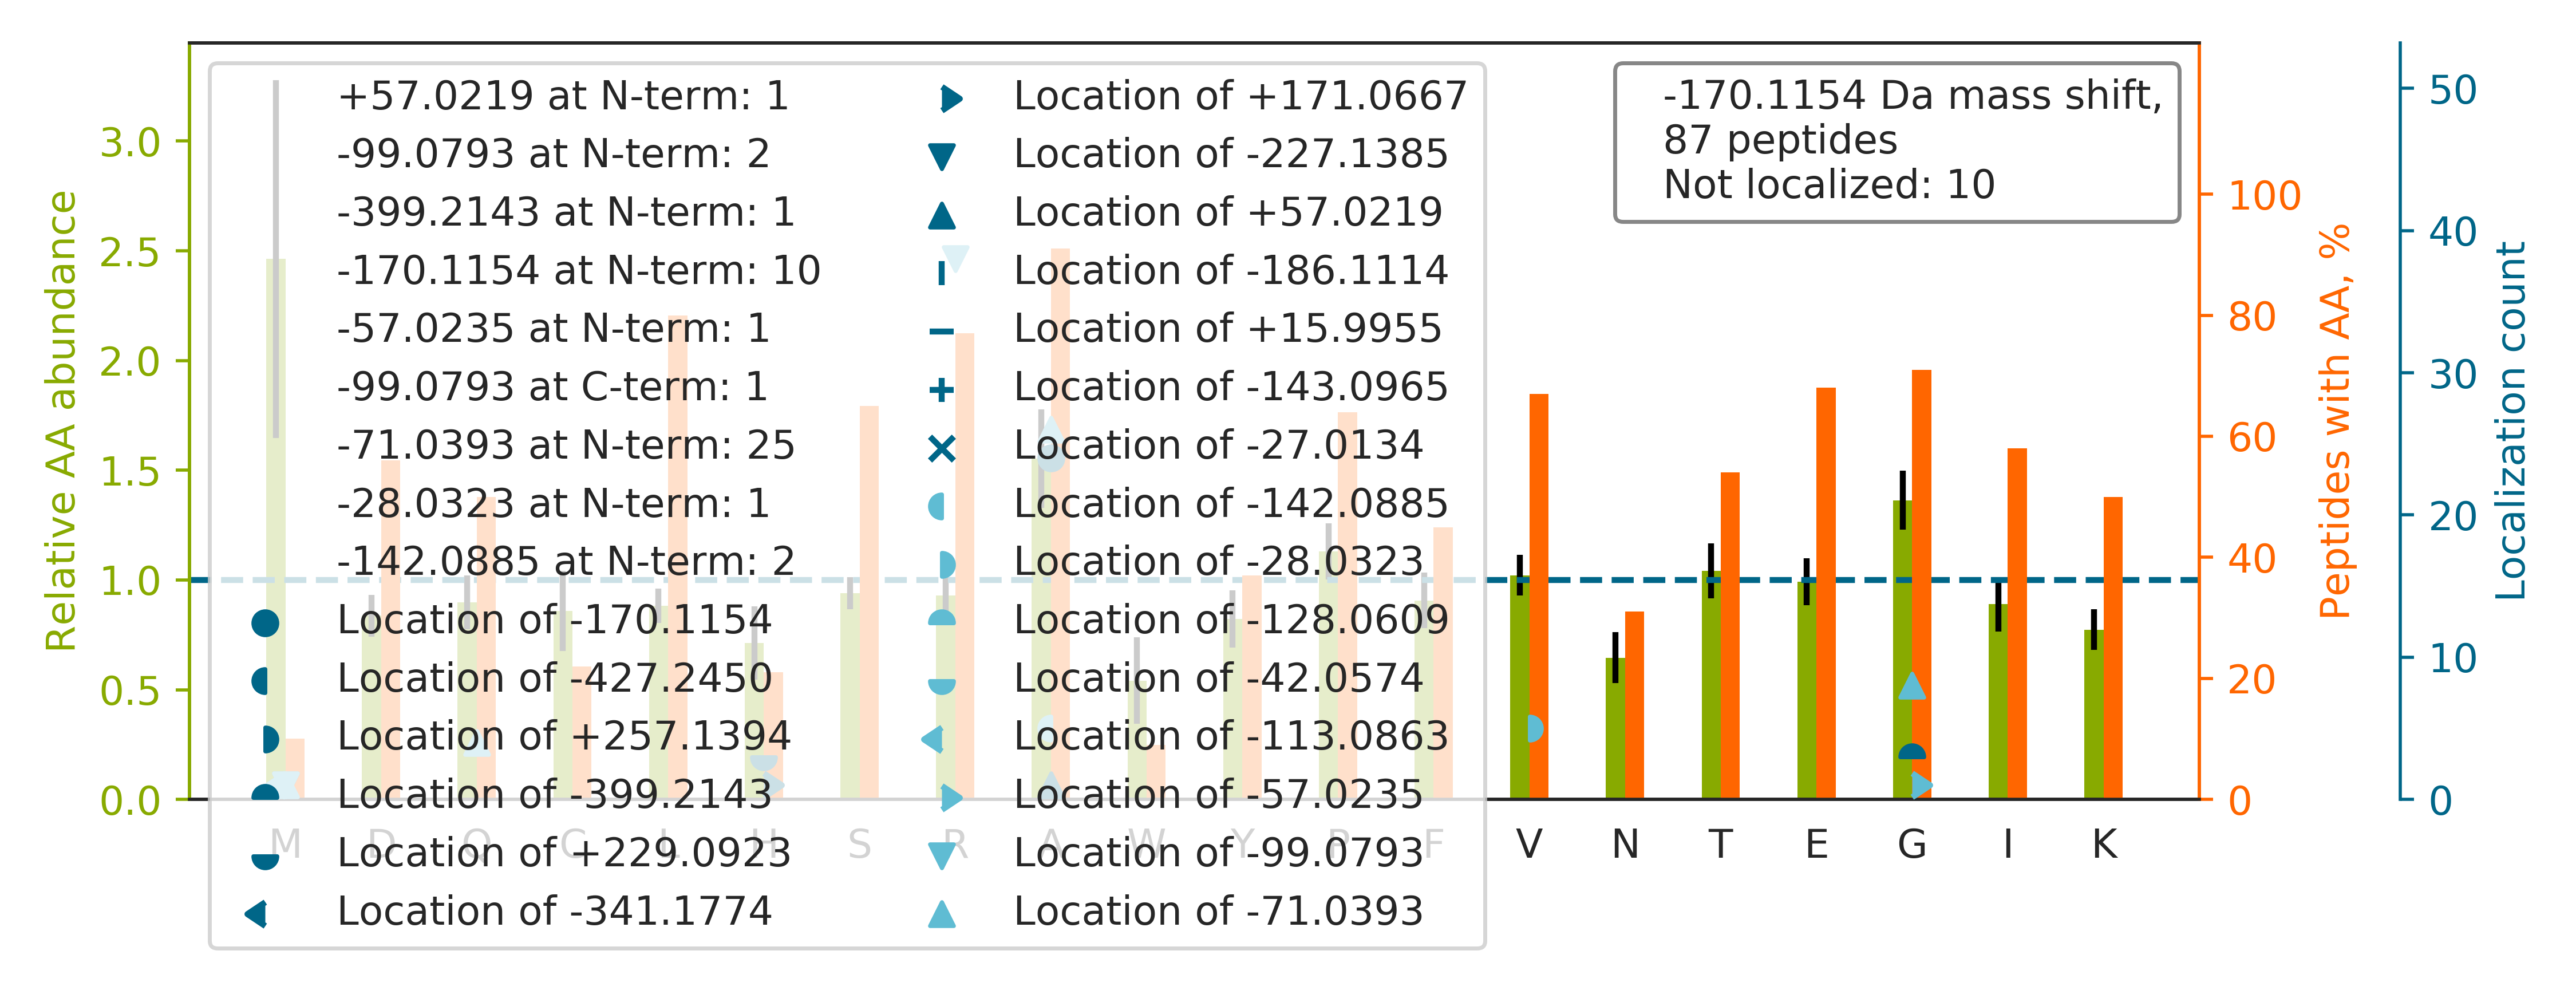 +57.0219 at N-term: 1
-99.0793 at N-term: 2
-399.2143 at N-term: 1
-170.1154 at N-term: 10
-57.0235 at N-term: 1
-99.0793 at C-term: 1
-71.0393 at N-term: 25
-28.0323 at N-term: 1
-142.0885 at N-term: 2
Location of -170.1154
Location of -427.2450
Location of +257.1394
Location of -399.2143
Location of +229.0923
Location of -341.1774
Location of +171.0667
Location of -227.1385
Location of +57.0219
Location of -186.1114
Location of +15.9955
Location of -143.0965
Location of -27.0134
Location of -142.0885
Location of -28.0323
Location of -128.0609
Location of -42.0574
Location of -113.0863
Location of -57.0235
Location of -99.0793
Location of -71.0393
-170.1154 Da mass shift,
87 peptides
Not localized: 10
Relative AA abundance
3.0
2.5
2.0
1.5
1.0
0.5
0.0
M D Q C L H S R A W Y P F V N T E G I K
100
80
60
40
20
0
Peptides with AA, %
50
40
30
20
10
0
Localization count